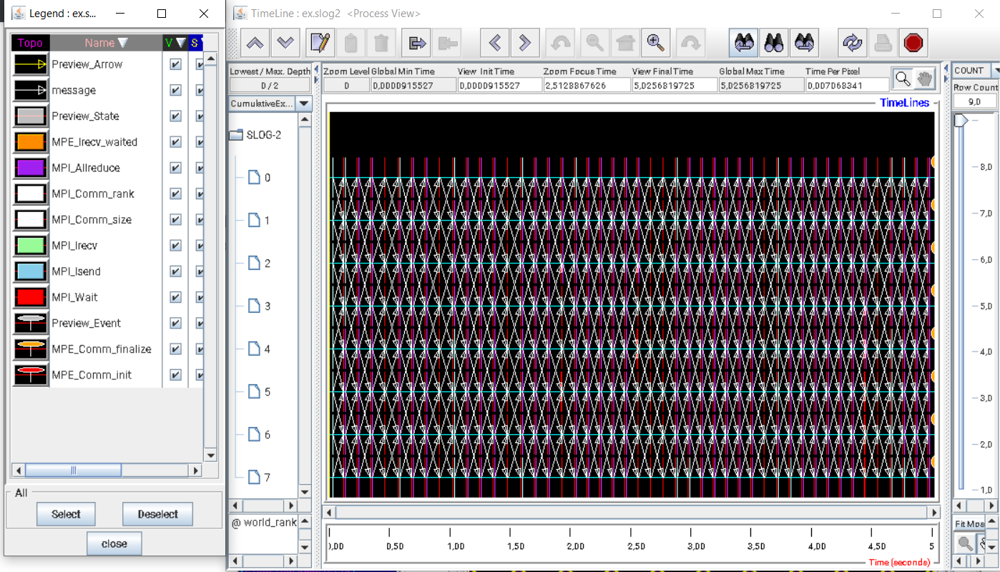 Legend : ex.s...
Topo Name V S
Preview_Arrow
message
Preview_State
MPE_Irecv_waited
MPI_Allreduce
MPI_Comm_rank
MPI_Comm_size
MPI_Irecv
MPI_Isend
MPI_Wait
Preview_Event
MPE_Comm_finalize
MPE_Comm_init
All
Select Deselect
close
TimeLine : ex.slog2 <Process View>
Lowest / Max. Depth Zoom Level Global Min Time View Init Time Zoom Focus Time View Final Time Global Max Time Time Per Pixel
0 / 2 0 0,0000915527 0,0000915527 2,5128867626 5,0256819725 5,0256819725 0,007068341
CumulativeEx...
TimeLines
SLOG-2
0
1
2
3
4
5
6
7
@ world_rank
0,00 0,50 1,00 1,50 2,00 2,50 3,00 3,50 4,00 4,50 5
Time (seconds)
COUNT
Row Count
9,0
8,0
7,0
6,0
5,0
4,0
3,0
2,0
1,0
Fit Mos